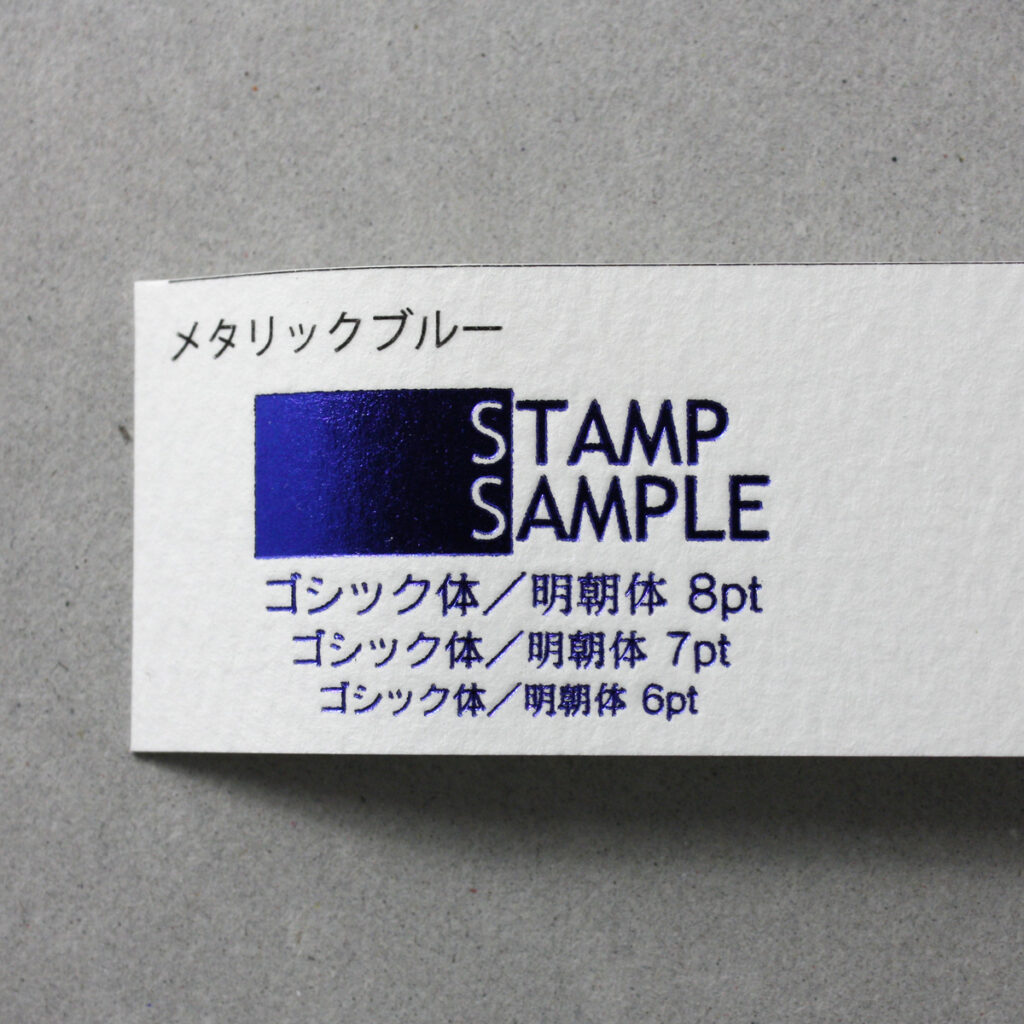 メタリックブルー
STAMP
SAMPLE
ゴシック体／明朝体 8pt
ゴシック体／明朝体 7pt
ゴシック体／明朝体 6pt